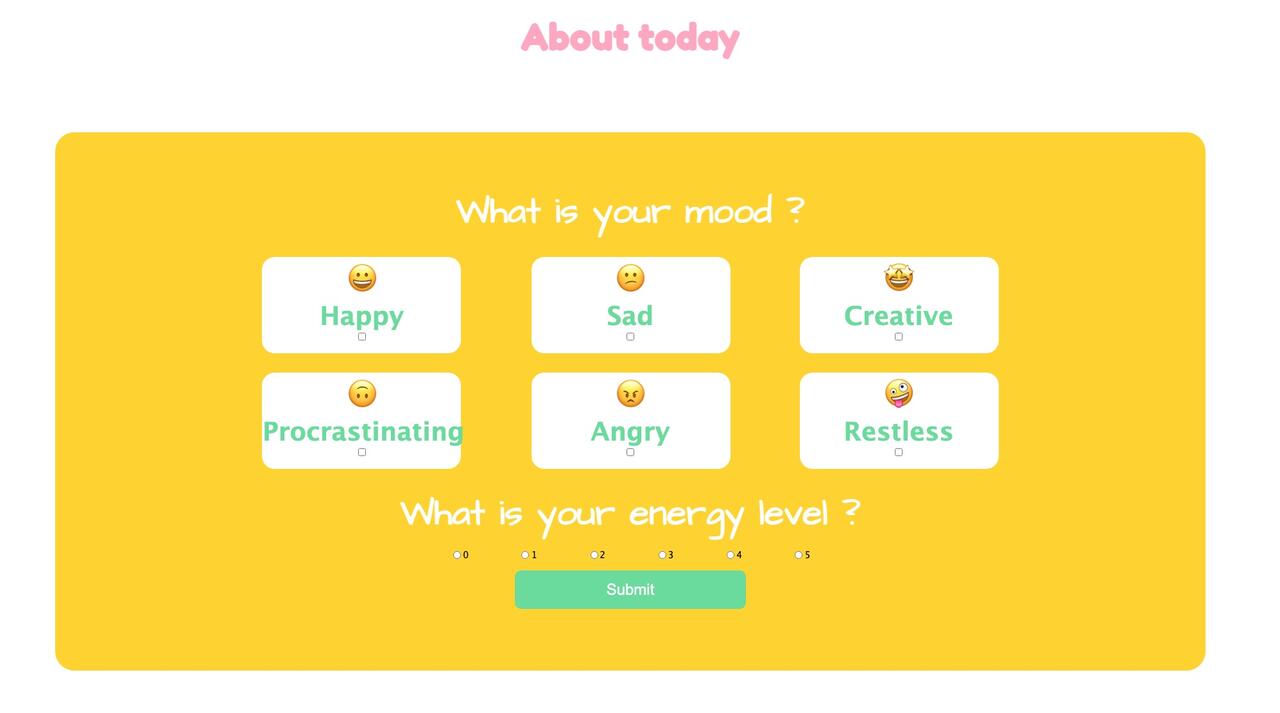 About today
What is your mood ?
Happy Sad Creative
Procrastinating Angry Restless
What is your energy level ?
0 1 2 3 4 5
Submit